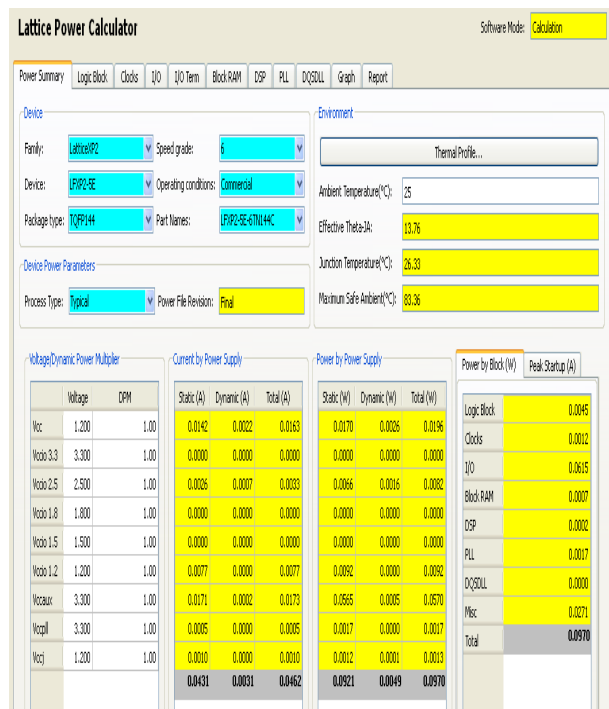 Lattice Power Calculator
Software Mode: Calculation
Power Summary Logic Block Clocks I/O I/O Term Block RAM DSP PLL DQSDLL Graph Report
Device
Family: LatticeXP2 Speed grade: 6
Device: LFXP2-5E Operating conditions: Commercial
Package type: TQFP144 Part Names: LFXP2-5E-6TN144C
Device Power Parameters
Process Type: Typical Power File Revision: Final
Environment
Thermal Profile...
Ambient Temperature(°C): 25
Effective Theta-JA: 13.76
Junction Temperature(°C): 26.33
Maximum Safe Ambient(°C): 83.36
Voltage/Dynamic Power Multiplier Current by Power Supply Power by Power Supply
Voltage DPM Static (A) Dynamic (A) Total (A) Static (W) Dynamic (W) Total (W)
Vcc 1.200 1.00 0.0142 0.0022 0.0163 0.0170 0.0026 0.0196
Vccio 3.3 3.300 1.00 0.0000 0.0000 0.0000 0.0000 0.0000 0.0000
Vccio 2.5 2.500 1.00 0.0026 0.0007 0.0033 0.0066 0.0016 0.0082
Vccio 1.8 1.800 1.00 0.0000 0.0000 0.0000 0.0000 0.0000 0.0000
Vccio 1.5 1.500 1.00 0.0000 0.0000 0.0000 0.0000 0.0000 0.0000
Vccio 1.2 1.200 1.00 0.0077 0.0000 0.0077 0.0092 0.0000 0.0092
Vccaux 3.300 1.00 0.0171 0.0002 0.0173 0.0565 0.0005 0.0570
Vccpll 3.300 1.00 0.0005 0.0000 0.0005 0.0017 0.0000 0.0017
Vccj 1.200 1.00 0.0010 0.0000 0.0010 0.0012 0.0001 0.0013
0.0431 0.0031 0.0462 0.0921 0.0049 0.0970
Power by Block (W) Peak Startup (A)
Logic Block 0.0045
Clocks 0.0012
I/O 0.0615
Block RAM 0.0007
DSP 0.0002
PLL 0.0017
DQSDLL 0.0000
Misc 0.0271
Total 0.0970